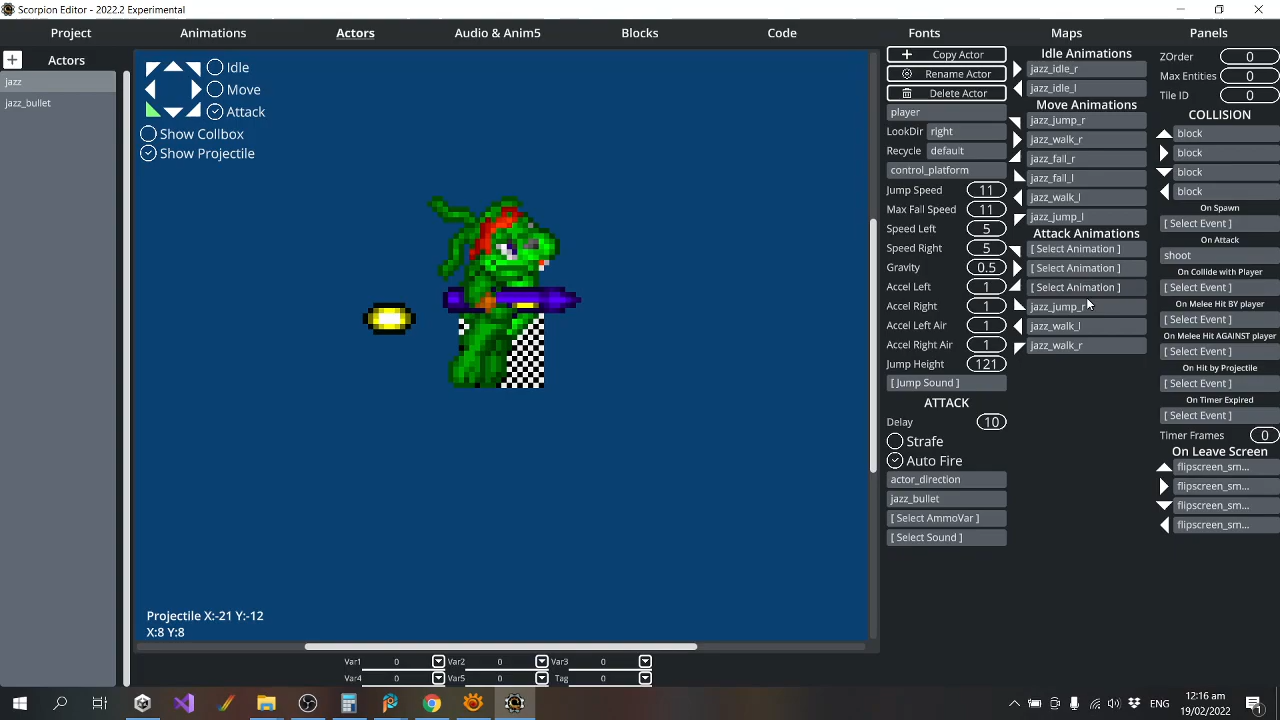 Scorpion Editor - 2022.2 Experimental
Project
Animations
Actors
Audio & Anim5
Blocks
Code
Fonts
Maps
Panels
Actors
jazz
jazz_bullet
Idle
Move
Attack
Show Collbox
Show Projectile
Projectile X:-21 Y:-12
X:8 Y:8
Var1 0
Var2 0
Var3 0
Var4 0
Var5 0
Tag 0
Copy Actor
Rename Actor
Delete Actor
player
LookDir right
Recycle default
control_platform
Jump Speed 11
Max Fall Speed 11
Speed Left 5
Speed Right 5
Gravity 0.5
Accel Left 1
Accel Right 1
Accel Left Air 1
Accel Right Air 1
Jump Height 121
[ Jump Sound ]
ATTACK
Delay 10
Strafe
Auto Fire
actor_direction
jazz_bullet
[ Select AmmoVar ]
[ Select Sound ]
Idle Animations
jazz_idle_r
jazz_idle_l
Move Animations
jazz_jump_r
jazz_walk_r
jazz_fall_r
jazz_fall_l
jazz_walk_l
jazz_jump_l
Attack Animations
[ Select Animation ]
[ Select Animation ]
[ Select Animation ]
jazz_jump_r
jazz_walk_l
jazz_walk_r
ZOrder 0
Max Entities 0
Tile ID 0
COLLISION
block
block
block
block
On Spawn
[ Select Event ]
On Attack
shoot
On Collide with Player
[ Select Event ]
On Melee Hit BY player
[ Select Event ]
On Melee Hit AGAINST player
[ Select Event ]
On Hit by Projectile
[ Select Event ]
On Timer Expired
[ Select Event ]
Timer Frames 0
On Leave Screen
flipscreen_sm...
flipscreen_sm...
flipscreen_sm...
flipscreen_sm...
ENG
12:16 am
19/02/2022